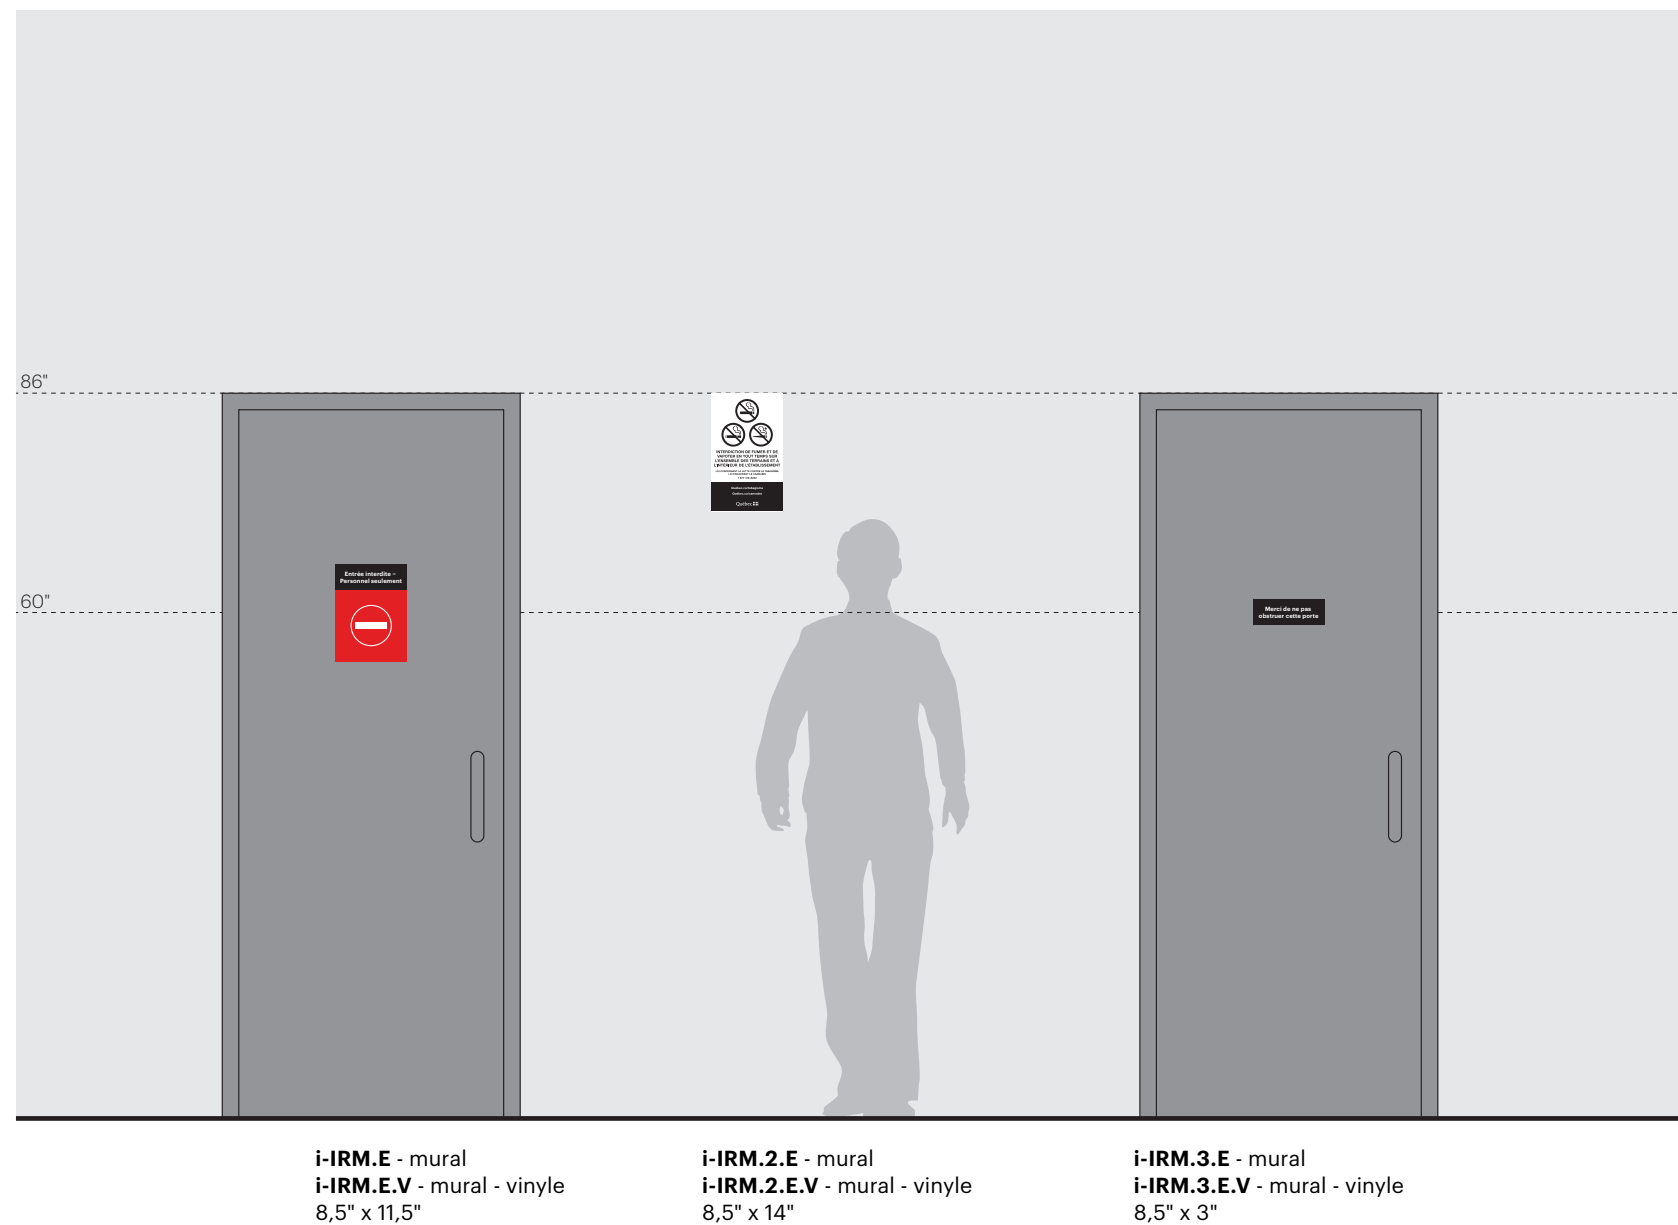 86"
INTERDICTION DE FUMER ET DE
VAPOTER EN TOUT TEMPS SUR
L'ENSEMBLE DES TERRAINS ET À
L'INTÉRIEUR DE L'ÉTABLISSEMENT
Québec
Entrée interdite –
Personnel seulement
60"
Merci de ne pas
obstruer cette porte
i-IRM.E - mural
i-IRM.E.V - mural - vinyle
8,5" x 11,5"
i-IRM.2.E - mural
i-IRM.2.E.V - mural - vinyle
8,5" x 14"
i-IRM.3.E - mural
i-IRM.3.E.V - mural - vinyle
8,5" x 3"